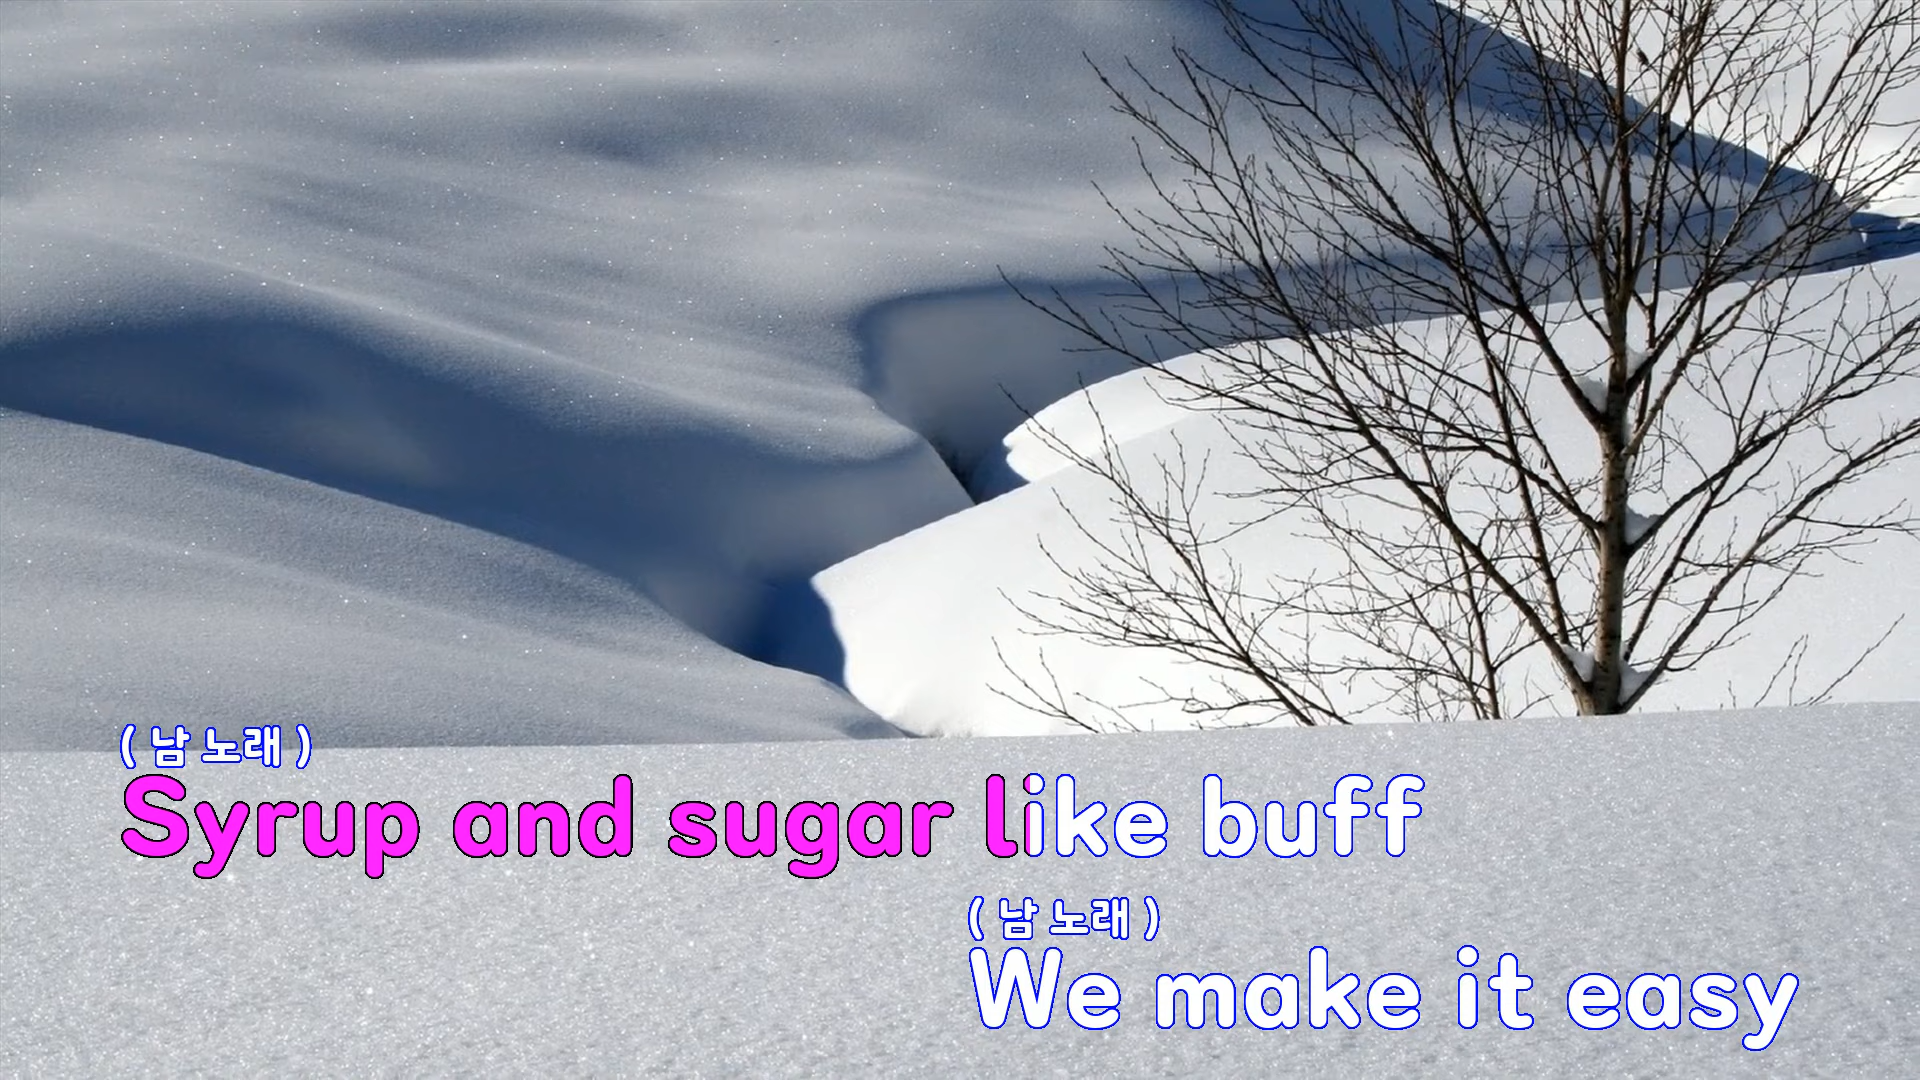 ( 남 노래 )
Syrup and sugar like buff
( 남 노래 )
We make it easy